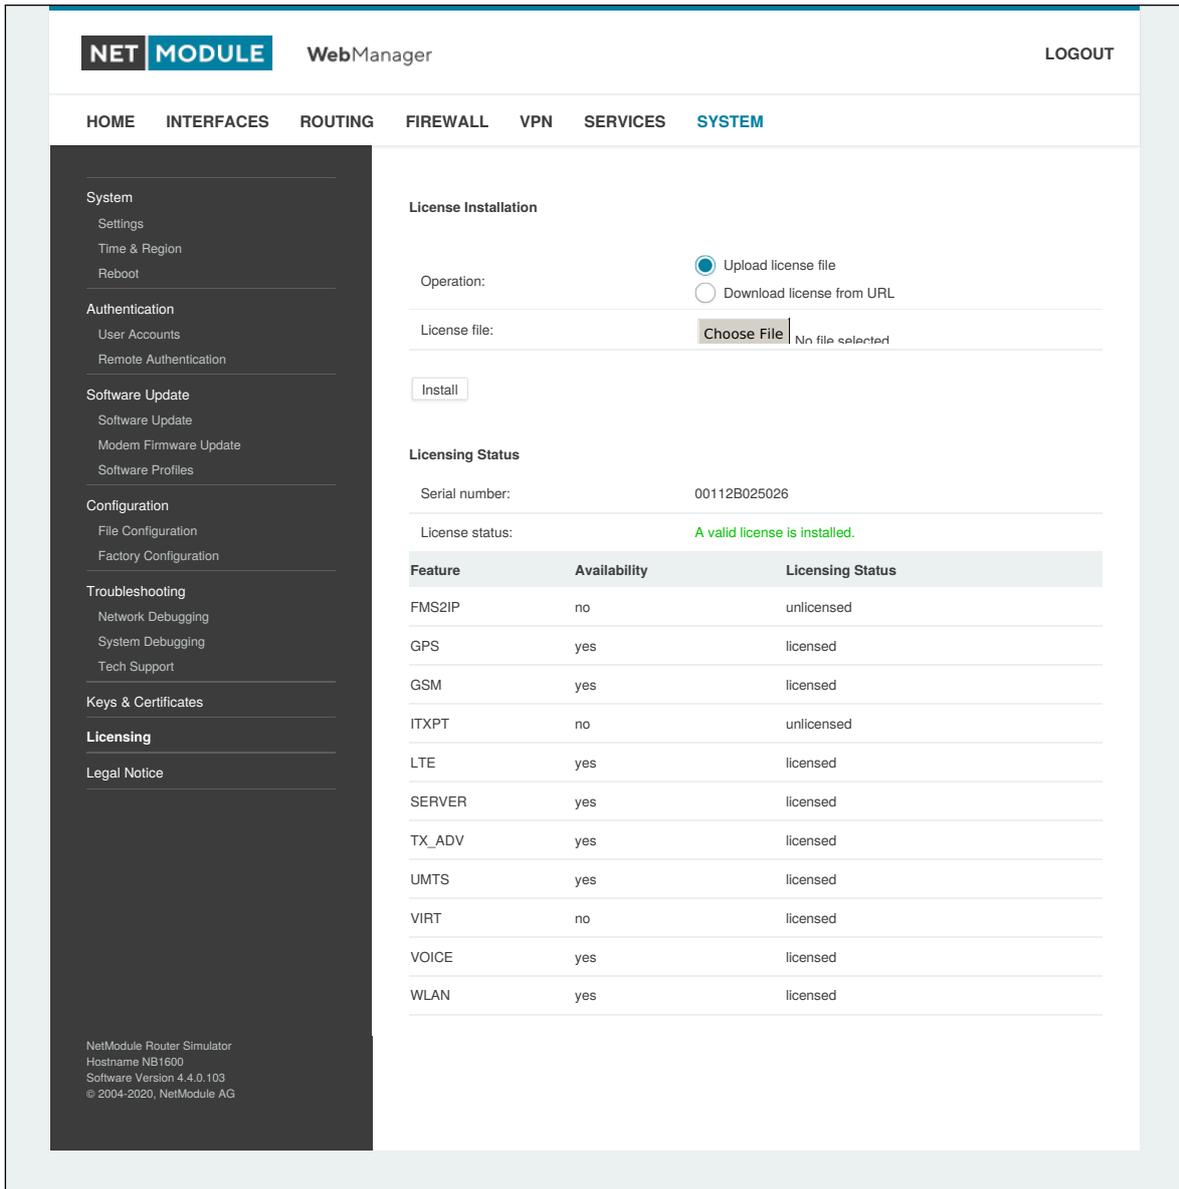 NET MODULE WebManager LOGOUT
HOME INTERFACES ROUTING FIREWALL VPN SERVICES SYSTEM
System
Settings
Time & Region
Reboot
Authentication
User Accounts
Remote Authentication
Software Update
Software Update
Modem Firmware Update
Software Profiles
Configuration
File Configuration
Factory Configuration
Troubleshooting
Network Debugging
System Debugging
Tech Support
Keys & Certificates
Licensing
Legal Notice
NetModule Router Simulator
Hostname NB1600
Software Version 4.4.0.103
© 2004-2020, NetModule AG
License Installation
Operation:
Upload license file
Download license from URL
License file: Choose File No file selected
Install
Licensing Status
Serial number: 00112B025026
License status: A valid license is installed.
Feature Availability Licensing Status
FMS2IP no unlicensed
GPS yes licensed
GSM yes licensed
ITXPT no unlicensed
LTE yes licensed
SERVER yes licensed
TX_ADV yes licensed
UMTS yes licensed
VIRT no licensed
VOICE yes licensed
WLAN yes licensed